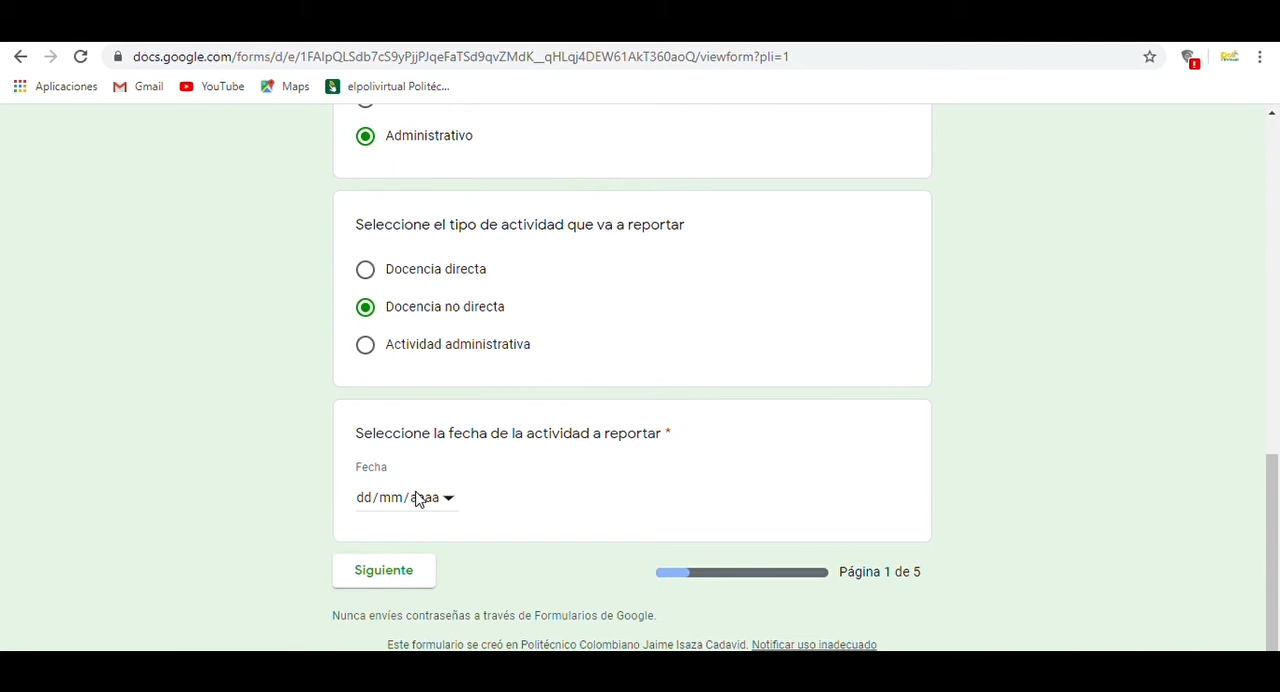 docs.google.com/forms/d/e/1FAIpQLSdb7cS9yPjjPJqeFaTSd9qvZMdK__qHLqj4DEW61AkT360aoQ/viewform?pli=1
Aplicaciones Gmail YouTube Maps elpolivirtual Politéc...
Administrativo
Seleccione el tipo de actividad que va a reportar
Docencia directa
Docencia no directa
Actividad administrativa
Seleccione la fecha de la actividad a reportar *
Fecha
dd/mm/aaaa
Siguiente
Página 1 de 5
Nunca envíes contraseñas a través de Formularios de Google.
Este formulario se creó en Politécnico Colombiano Jaime Isaza Cadavid. Notificar uso inadecuado